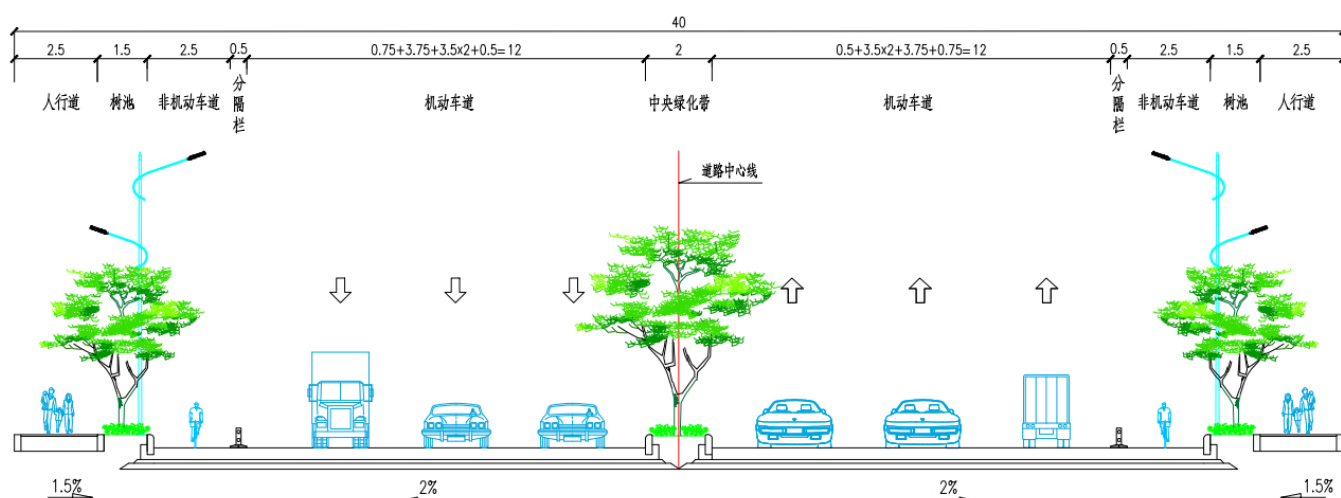 40
2.5 1.5 2.5 0.5 0.75+3.75+3.5x2+0.5=12 2 0.5+3.5x2+3.75+0.75=12 0.5 2.5 1.5 2.5
人行道 树池 非机动车道 分隔栏 机动车道 中央绿化带 机动车道 分隔栏 非机动车道 树池 人行道
道路中心线
1.5% 2% 2% 1.5%